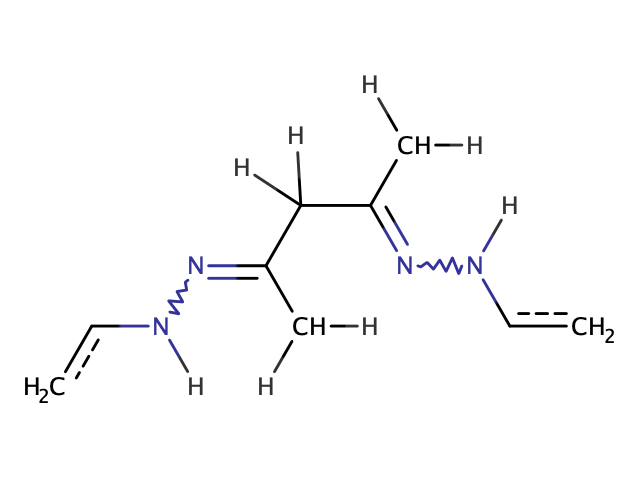 H
H
H CH H
H
N N N
N CH H
H₂C H H CH₂